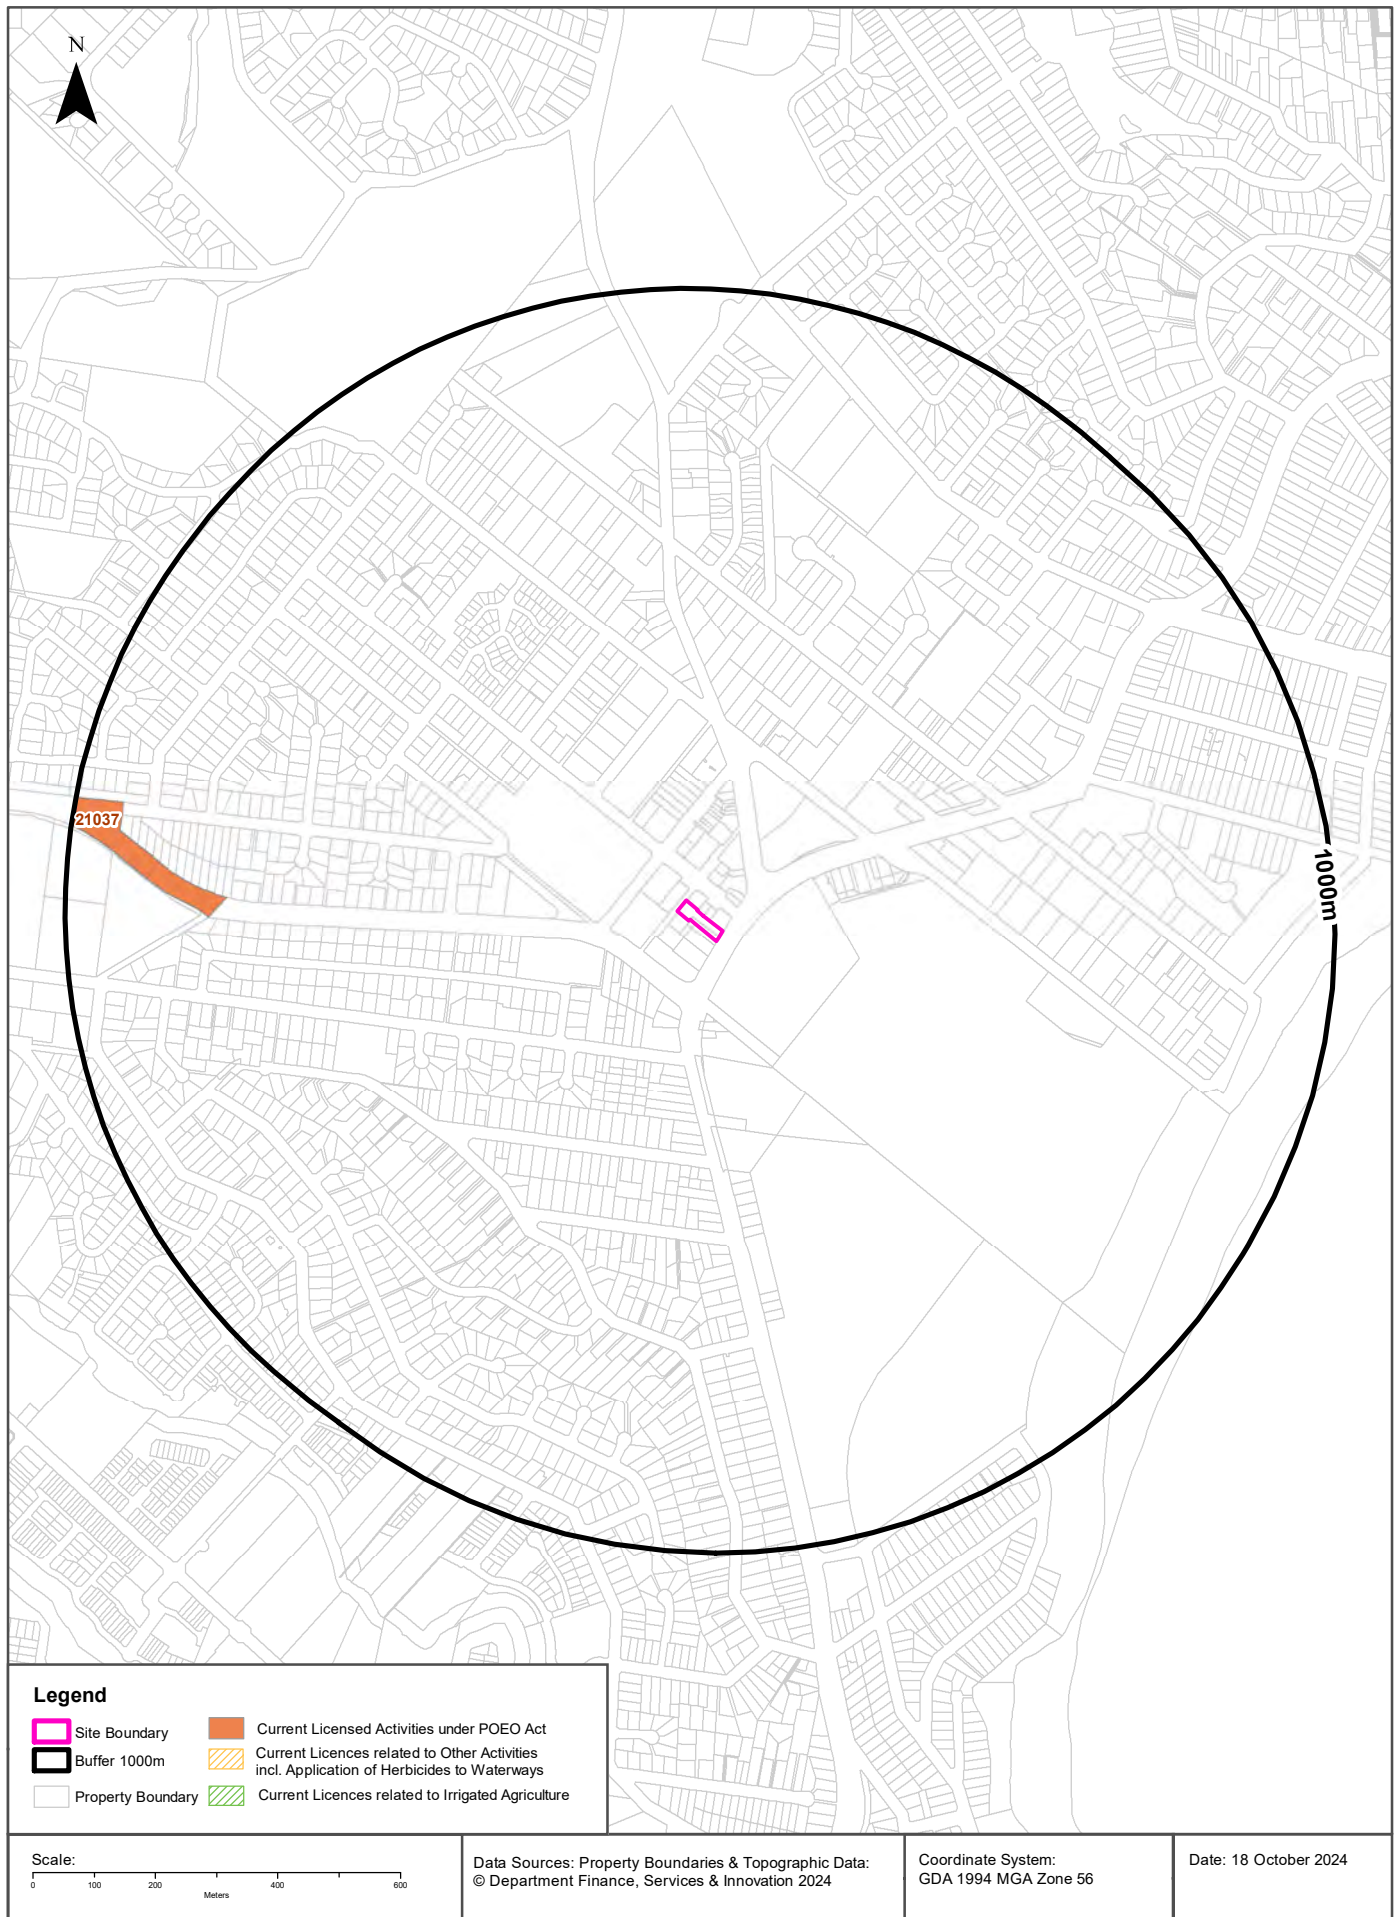 N
21037
1000m
Legend
Site Boundary
Buffer 1000m
Property Boundary
Current Licensed Activities under POEO Act
Current Licences related to Other Activities
incl. Application of Herbicides to Waterways
Current Licences related to Irrigated Agriculture
Scale:
0 100 200 400 600
Meters
Data Sources: Property Boundaries & Topographic Data:
© Department Finance, Services & Innovation 2024
Coordinate System:
GDA 1994 MGA Zone 56
Date: 18 October 2024